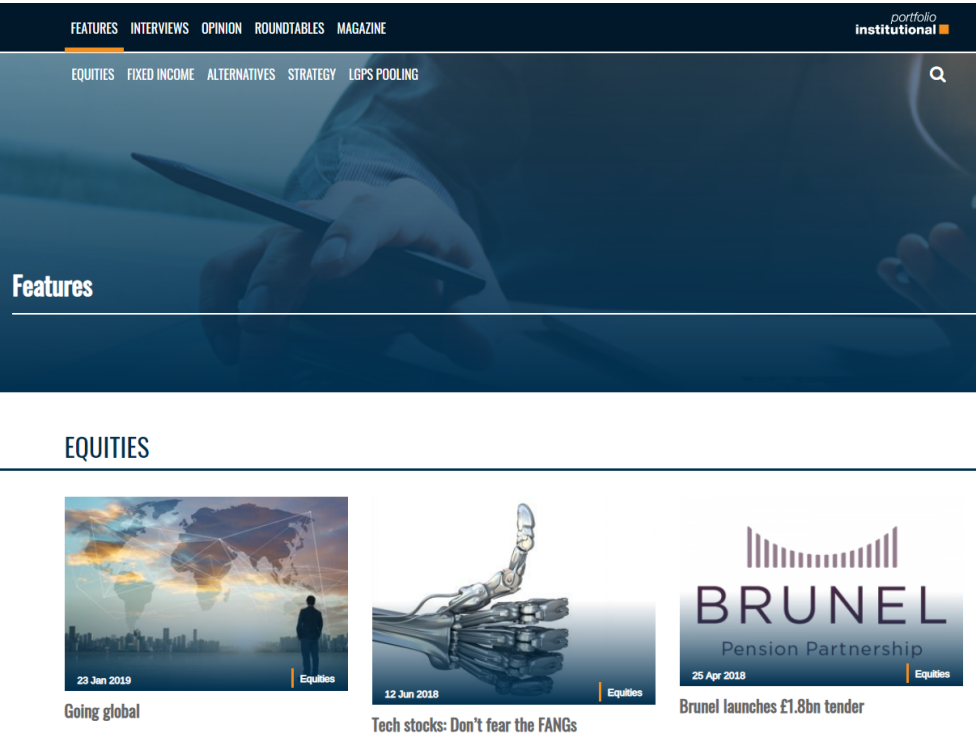 FEATURES INTERVIEWS OPINION ROUNDTABLES MAGAZINE
portfolio
institutional
EQUITIES FIXED INCOME ALTERNATIVES STRATEGY LGPS POOLING
Features
EQUITIES
23 Jan 2019 Equities
Going global
12 Jun 2018 Equities
Tech stocks: Don't fear the FANGs
BRUNEL
Pension Partnership
25 Apr 2018 Equities
Brunel launches £1.8bn tender